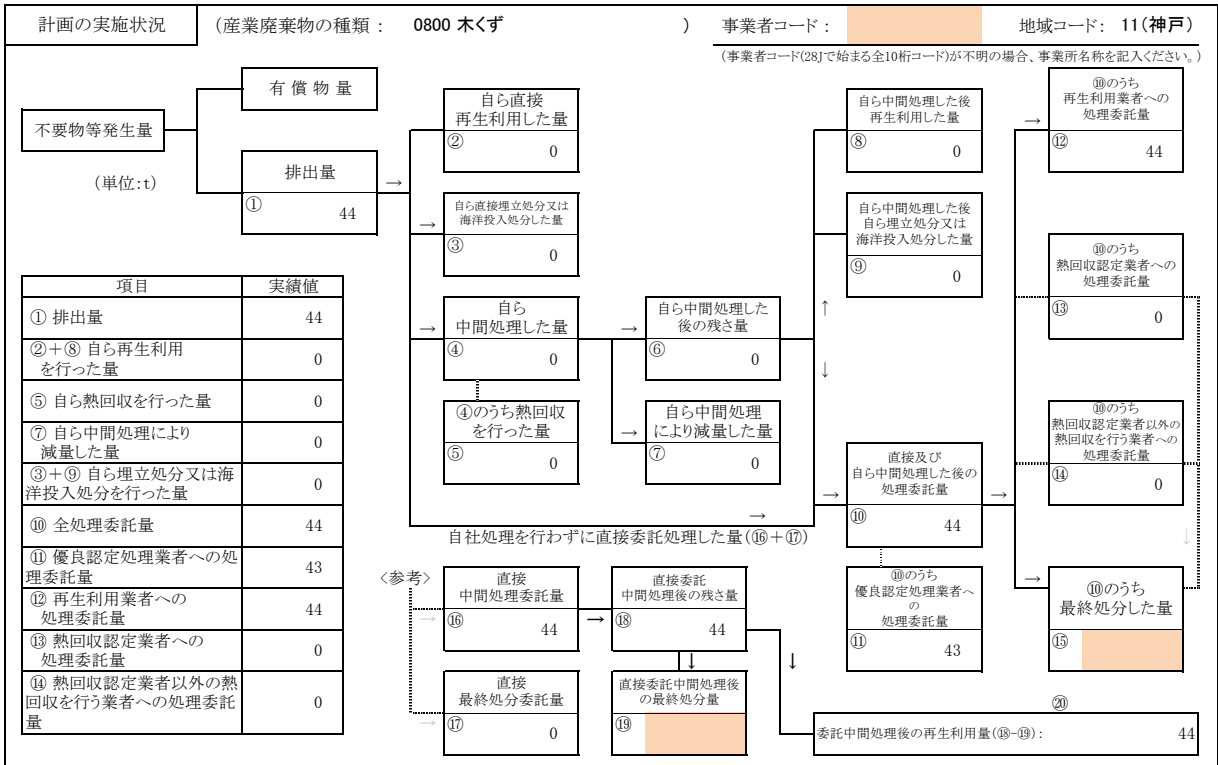 計画の実施状況 (産業廃棄物の種類: 0800 木くず ) 事業者コード: 地域コード: 11(神戸)
(事業者コード(28Jで始まる全10桁コード)が不明の場合、事業所名称を記入ください。)
不要物等発生量
(単位:t)
有償物量
排出量
① 44
→
自ら直接
再生利用した量
② 0
→
自ら直接埋立処分又は
海洋投入処分した量
③ 0
→
自ら
中間処理した量
④ 0
④のうち熱回収
を行った量
⑤ 0
→
自ら中間処理した
後の残さ量
⑥ 0
→
自ら中間処理
により減量した量
⑦ 0
自ら中間処理した後
再生利用した量
⑧ 0
自ら中間処理した後
自ら埋立処分又は
海洋投入処分した量
⑨ 0
↑
↓
→
直接及び
自ら中間処理した後の
処理委託量
⑩ 44
→
⑩のうち
優良認定処理業者へ
の
処理委託量
⑪ 43
→
⑩のうち
再生利用業者への
処理委託量
⑫ 44
⑩のうち
熱回収認定業者への
処理委託量
⑬ 0
⑩のうち
熱回収認定業者以外の
熱回収を行う業者への
処理委託量
⑭ 0
↓
→
⑩のうち
最終処分した量
⑮
→
自社処理を行わずに直接委託処理した量(⑯+⑰)
項目 実績値
① 排出量 44
②+⑧ 自ら再生利用
を行った量 0
⑤ 自ら熱回収を行った量 0
⑦ 自ら中間処理により
減量した量 0
③+⑨ 自ら埋立処分又は海
洋投入処分を行った量 0
⑩ 全処理委託量 44
⑪ 優良認定処理業者への処
理委託量 43
⑫ 再生利用業者への
処理委託量 44
⑬ 熱回収認定業者への
処理委託量 0
⑭ 熱回収認定業者以外の熱
回収を行う業者への処理委託
量 0
<参考>
→
直接
中間処理委託量
⑯ 44
→
直接委託
中間処理後の残さ量
⑱ 44
→
直接
最終処分委託量
⑰ 0
↓
直接委託中間処理後
の最終処分量
⑲
↓
⑳
委託中間処理後の再生利用量(⑱-⑲): 44